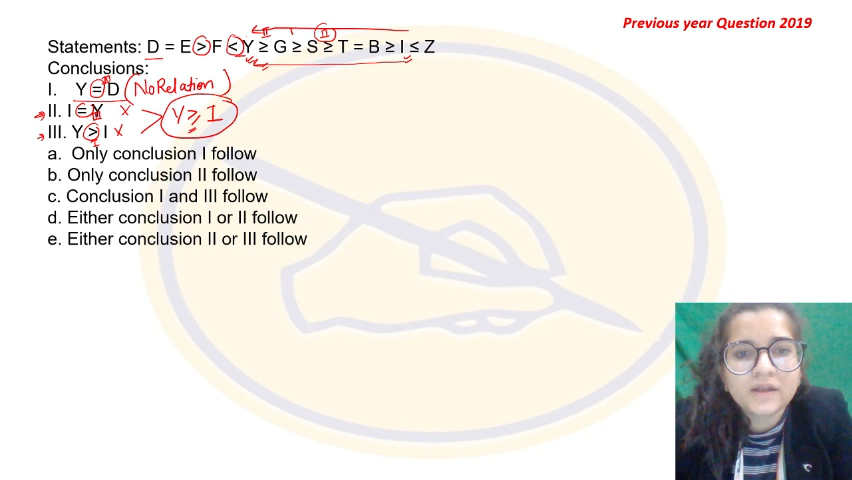 Previous year Question 2019
Statements: D = E > F < Y ≥ G ≥ S ≥ T = B ≥ I ≤ Z
Conclusions:
I. Y = D (No Relation)
II. I = Y x
III. Y > I x
Y ≥ I
a. Only conclusion I follow
b. Only conclusion II follow
c. Conclusion I and III follow
d. Either conclusion I or II follow
e. Either conclusion II or III follow